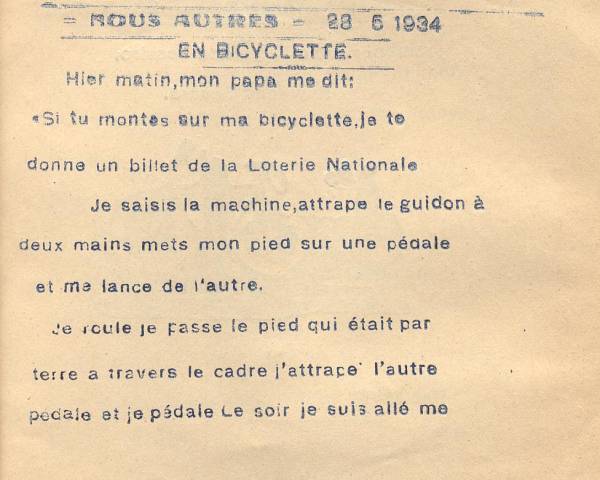 = NOUS AUTRES - 28 5 1934
EN BICYCLETTE.
Hier matin,mon papa me dit:
«Si tu montes sur ma bicyclette,je te
donne un billet de la Loterie Nationale
Je saisis la machine,attrape le guidon à
deux mains mets mon pied sur une pédale
et me lance de l'autre.
Je roule je passe le pied qui était par
terre a travers le cadre j'attrape l'autre
pedale et je pédale Le soir je suis allé me